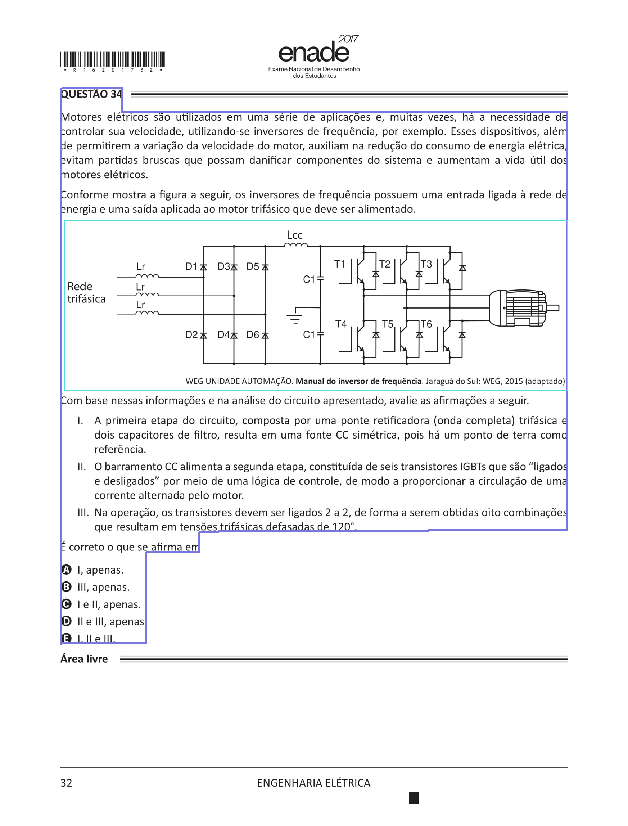 *R1620173 2*
2017
enade
Exame Nacional de Desempenho
dos Estudantes
QUESTÃO 34
Motores elétricos são utilizados em uma série de aplicações e, muitas vezes, há a necessidade de
controlar sua velocidade, utilizando-se inversores de frequência, por exemplo. Esses dispositivos, além
de permitirem a variação da velocidade do motor, auxiliam na redução do consumo de energia elétrica,
evitam partidas bruscas que possam danificar componentes do sistema e aumentam a vida útil dos
motores elétricos.
Conforme mostra a figura a seguir, os inversores de frequência possuem uma entrada ligada à rede de
energia e uma saída aplicada ao motor trifásico que deve ser alimentado.
Lcc
Lr D1 D3 D5 C1 T1 T2 T3
Rede
trifásica
Lr
Lr
D2 D4 D6 C1 T4 T5 T6
WEG UNIDADE AUTOMAÇÃO. Manual do inversor de frequência. Jaraguá do Sul: WEG, 2015 (adaptado)
Com base nessas informações e na análise do circuito apresentado, avalie as afirmações a seguir.
I. A primeira etapa do circuito, composta por uma ponte retificadora (onda completa) trifásica e
dois capacitores de filtro, resulta em uma fonte CC simétrica, pois há um ponto de terra como
referência.
II. O barramento CC alimenta a segunda etapa, constituída de seis transistores IGBTs que são “ligados
e desligados” por meio de uma lógica de controle, de modo a proporcionar a circulação de uma
corrente alternada pelo motor.
III. Na operação, os transistores devem ser ligados 2 a 2, de forma a serem obtidas oito combinações
que resultam em tensões trifásicas defasadas de 120°.
É correto o que se afirma em
A I, apenas.
B III, apenas.
C I e II, apenas.
D II e III, apenas
E I, II e III.
Área livre
32 ENGENHARIA ELÉTRICA